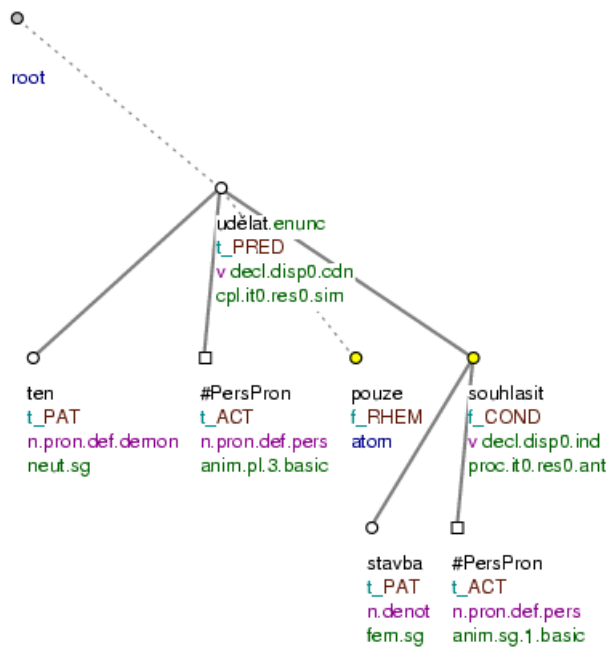 root
udělat.enunc
t_PRED
v decl.disp0.cdn
cpl.it0.res0.sim
ten
t_PAT
n.pron.def.demon
neut.sg
#PersPron
t_ACT
n.pron.def.pers
anim.pl.3.basic
pouze
f_RHEM
atom
souhlasit
f_COND
v decl.disp0.ind
proc.it0.res0.ant
stavba
t_PAT
n.denot
fem.sg
#PersPron
t_ACT
n.pron.def.pers
anim.sg.1.basic